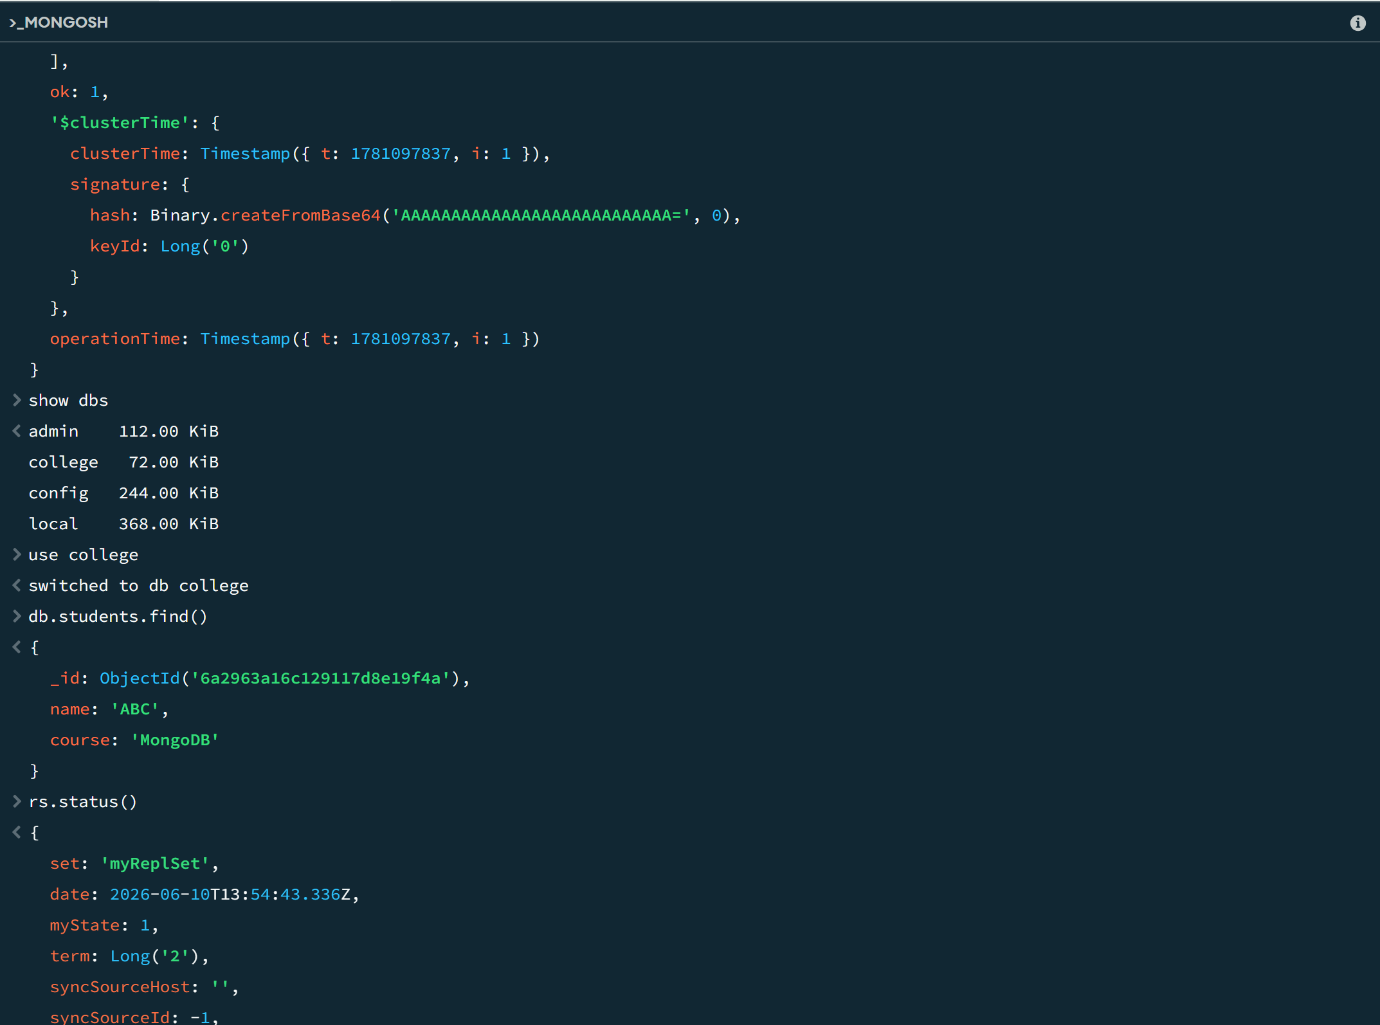 >_MONGOSH
],
ok: 1,
'$clusterTime': {
clusterTime: Timestamp({ t: 1781097837, i: 1 }),
signature: {
hash: Binary.createFromBase64('AAAAAAAAAAAAAAAAAAAAAAAAAAA=', 0),
keyId: Long('0')
}
},
operationTime: Timestamp({ t: 1781097837, i: 1 })
}
> show dbs
< admin    112.00 KiB
college   72.00 KiB
config   244.00 KiB
local    368.00 KiB
> use college
< switched to db college
> db.students.find()
< {
_id: ObjectId('6a2963a16c129117d8e19f4a'),
name: 'ABC',
course: 'MongoDB'
}
> rs.status()
< {
set: 'myReplSet',
date: 2026-06-10T13:54:43.336Z,
myState: 1,
term: Long('2'),
syncSourceHost: '',
syncSourceId: -1,